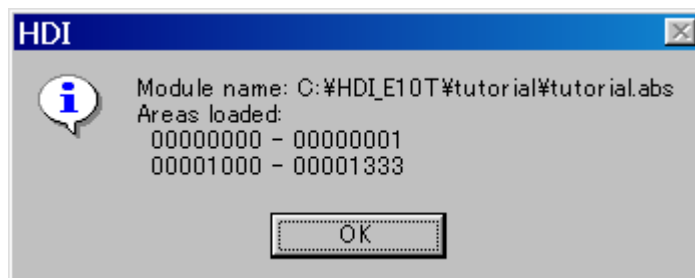 HDI
Module name: C:¥HDI_E10T¥tutorial¥tutorial.abs
Areas loaded:
00000000 - 00000001
00001000 - 00001333
OK